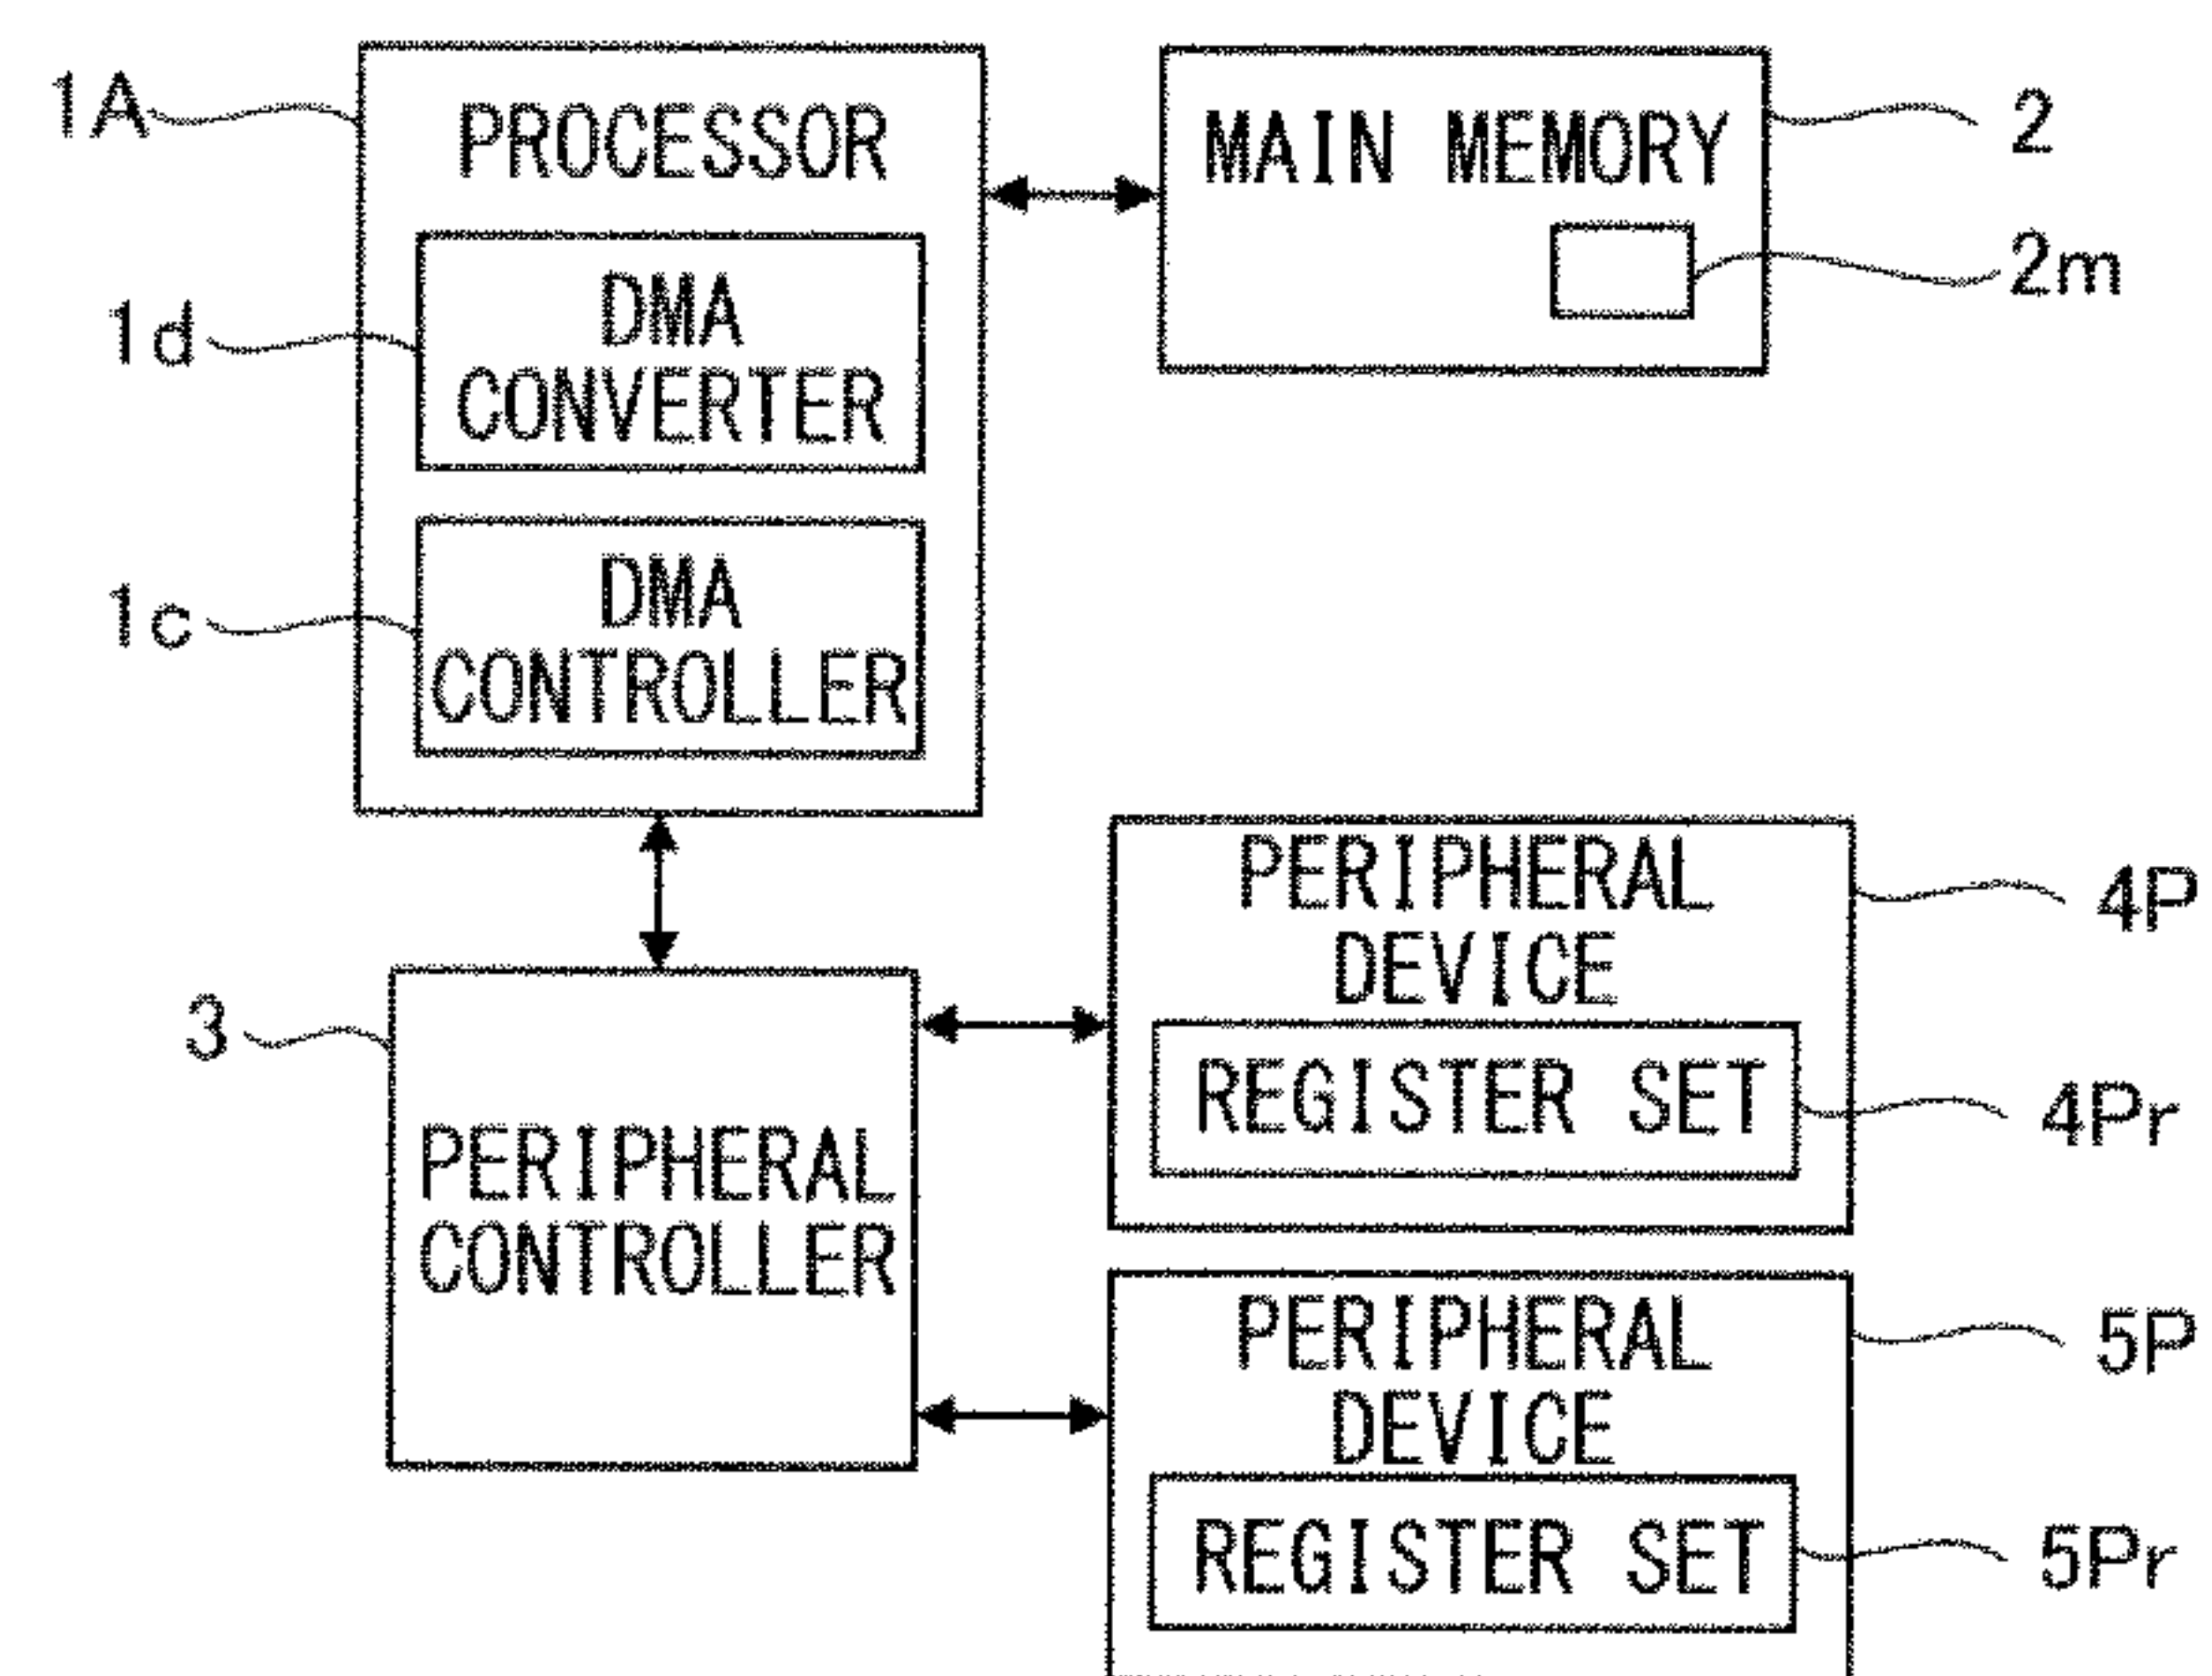 1A
PROCESSOR
MAIN MEMORY
2
2m
1d
DMA
CONVERTER
1c
DMA
CONTROLLER
3
PERIPHERAL
CONTROLLER
PERIPHERAL
DEVICE
4P
REGISTER SET
4Pr
PERIPHERAL
DEVICE
5P
REGISTER SET
5Pr